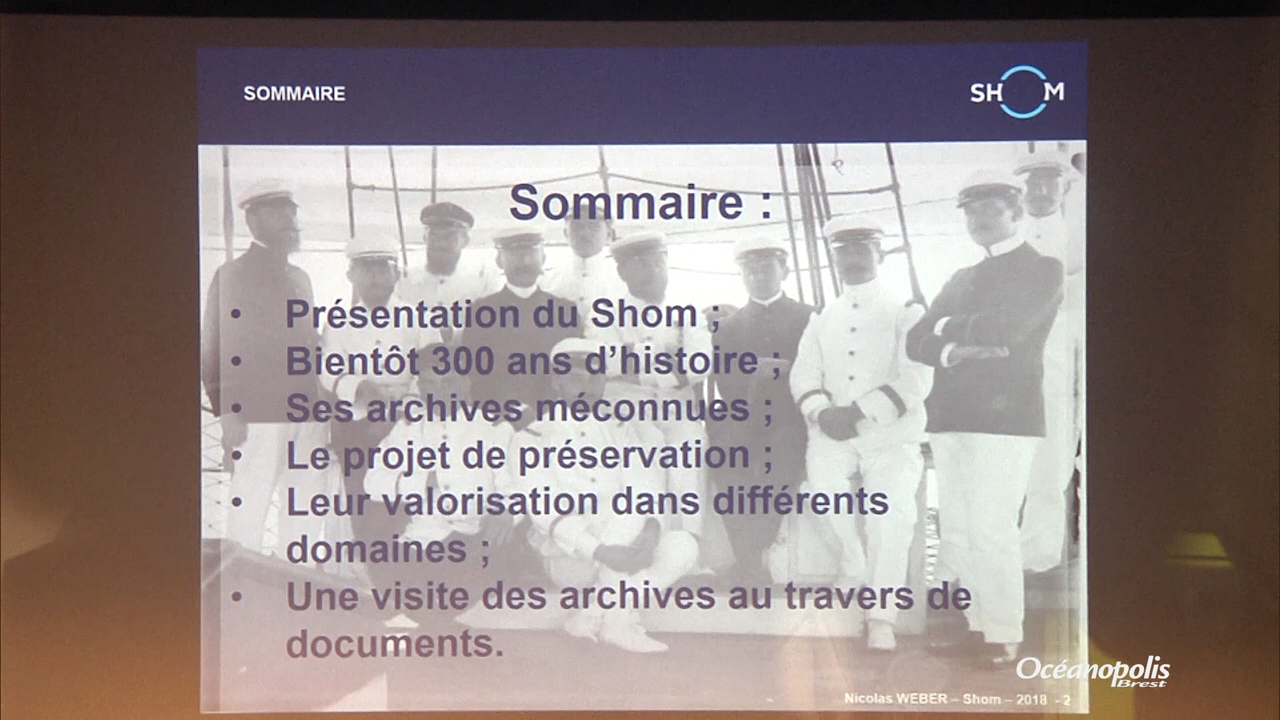 SOMMAIRE
SHOM
Sommaire :
• Présentation du Shom ;
• Bientôt 300 ans d’histoire ;
• Ses archives méconnues ;
• Le projet de préservation ;
• Leur valorisation dans différents
domaines ;
• Une visite des archives au travers de
documents.
Océanopolis
Brest
Nicolas WEBER – Shom – 2018 - 2